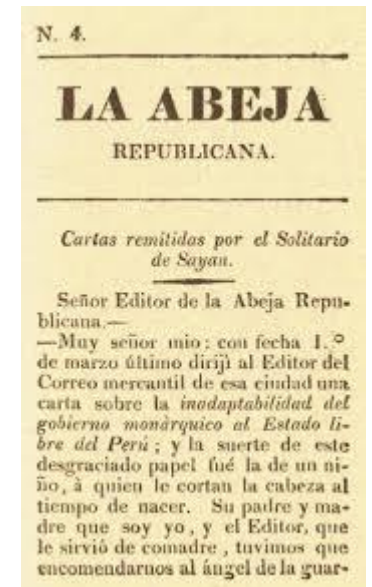 N. 4.
LA ABEJA
REPUBLICANA.
Cartas remitidas por el Solitario
de Sayan.
Señor Editor de la Abeja Repu-
blicana.—
—Muy señor mio: con fecha 1.º
de marzo último dirijì al Editor del
Correo mercantil de esa ciudad una
carta sobre la inadaptabilidad del
gobierno monàrquico al Estado li-
bre del Perú; y la suerte de este
desgraciado papel fué la de un ni-
ño, à quien le cortan la cabeza al
tiempo de nacer. Su padre y ma-
dre que soy yo, y el Editor, que
le sirvió de comadre, tuvimos que
encomendarnos al ángel de la guar-